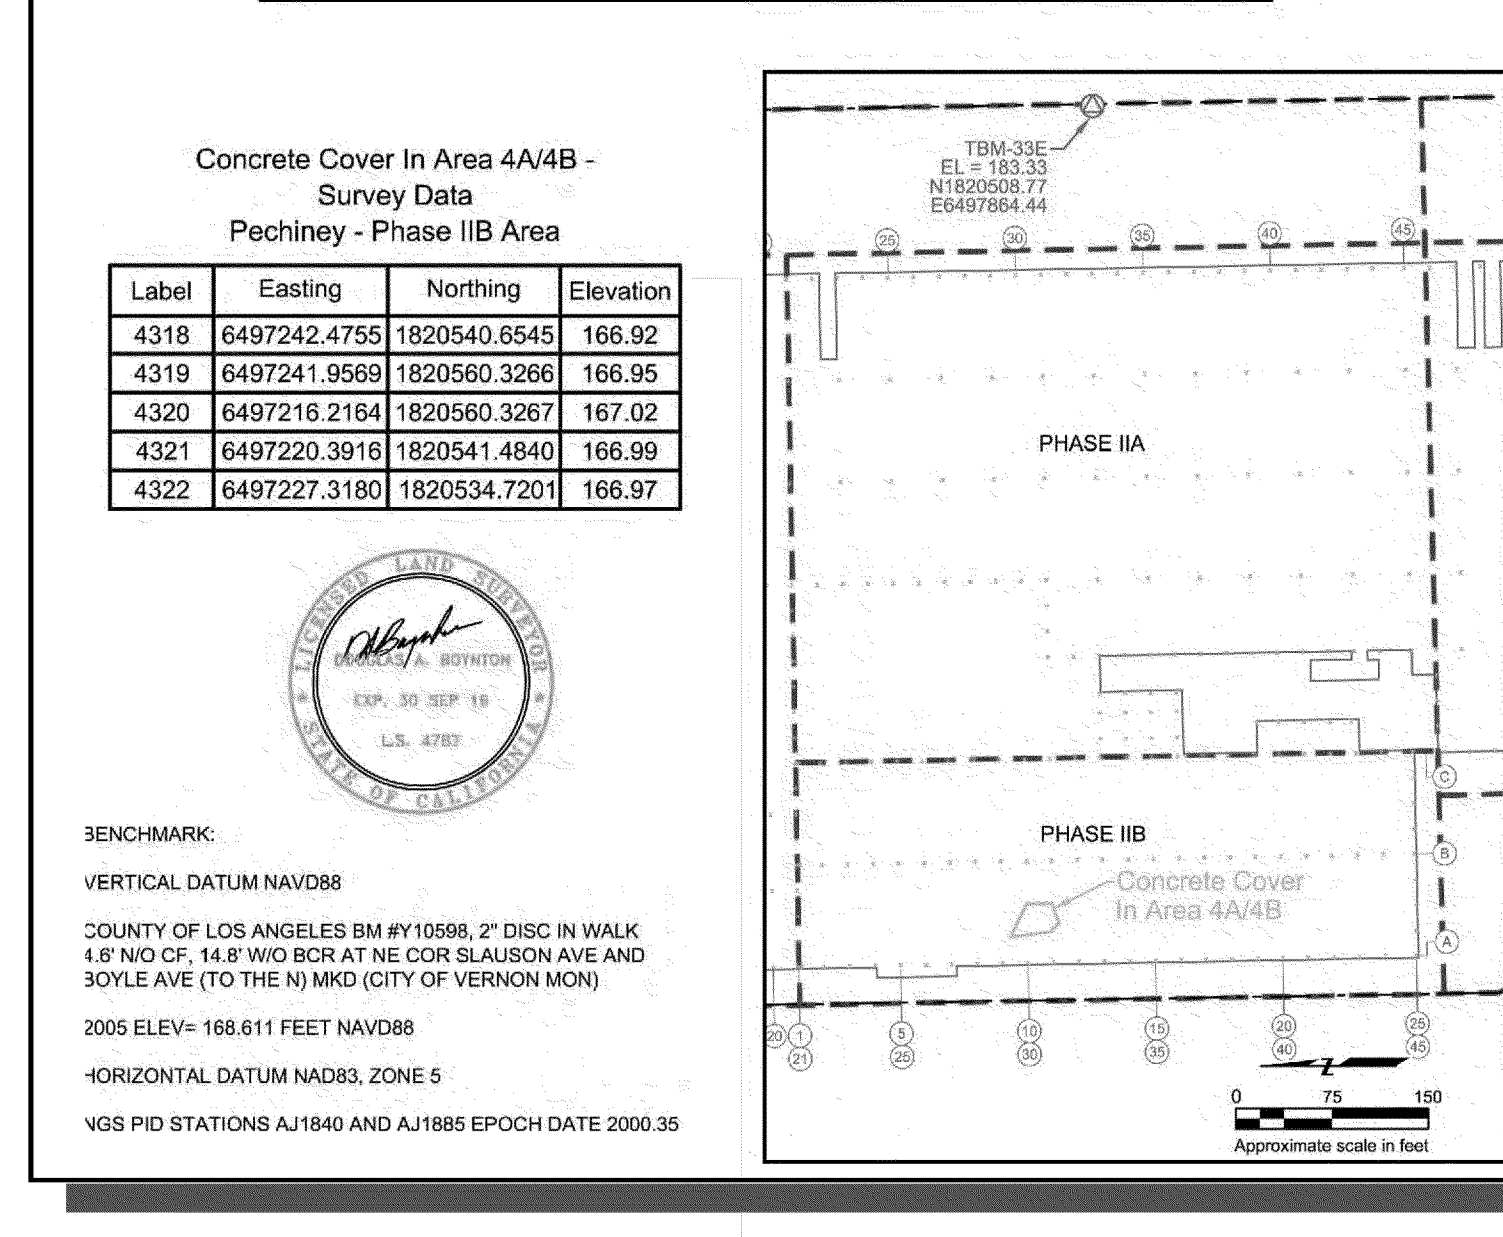 Concrete Cover In Area 4A/4B -
Survey Data
Pechiney - Phase IIB Area
Label Easting Northing Elevation
4318 6497242.4755 1820540.6545 166.92
4319 6497241.9569 1820560.3266 166.95
4320 6497216.2164 1820560.3267 167.02
4321 6497220.3916 1820541.4840 166.99
4322 6497227.3180 1820534.7201 166.97
LICENSED LAND SURVEYOR
DOUGLAS A. BOYNTON
EXP. 30 SEP 16
L.S. 4787
STATE OF CALIFORNIA
BENCHMARK:
VERTICAL DATUM NAVD88
COUNTY OF LOS ANGELES BM #Y10598, 2" DISC IN WALK
4.6' N/O CF, 14.8' W/O BCR AT NE COR SLAUSON AVE AND
BOYLE AVE (TO THE N) MKD (CITY OF VERNON MON)
2005 ELEV= 168.611 FEET NAVD88
HORIZONTAL DATUM NAD83, ZONE 5
NGS PID STATIONS AJ1840 AND AJ1885 EPOCH DATE 2000.35
TBM-33E
EL = 183.33
N1820508.77
E6497864.44
25 30 35 40 45
PHASE IIA
C
PHASE IIB
B
Concrete Cover
In Area 4A/4B
A
20 1 5 10 15 20 25
21 25 30 35 40 45
Z
0 75 150
Approximate scale in feet